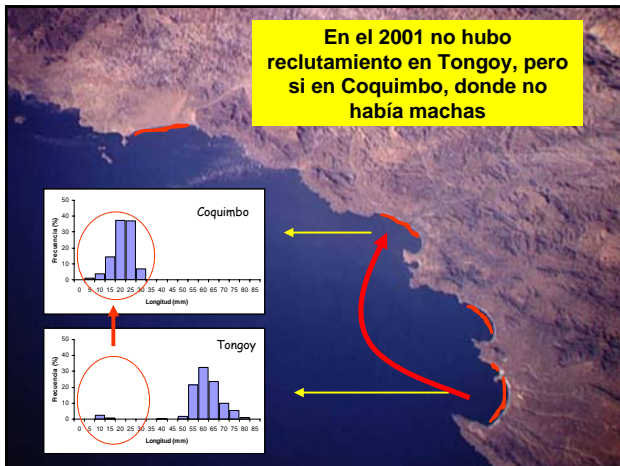 En el 2001 no hubo
reclutamiento en Tongoy, pero
si en Coquimbo, donde no
había machas
Coquimbo
Frecuencia (%)
50
40
30
20
10
0
0 5 10 15 20 25 30 35 40 45 50 55 60 65 70 75 80 85
Longitud (mm)
Tongoy
Frecuencia (%)
50
40
30
20
10
0
0 5 10 15 20 25 30 35 40 45 50 55 60 65 70 75 80 85
Longitud (mm)